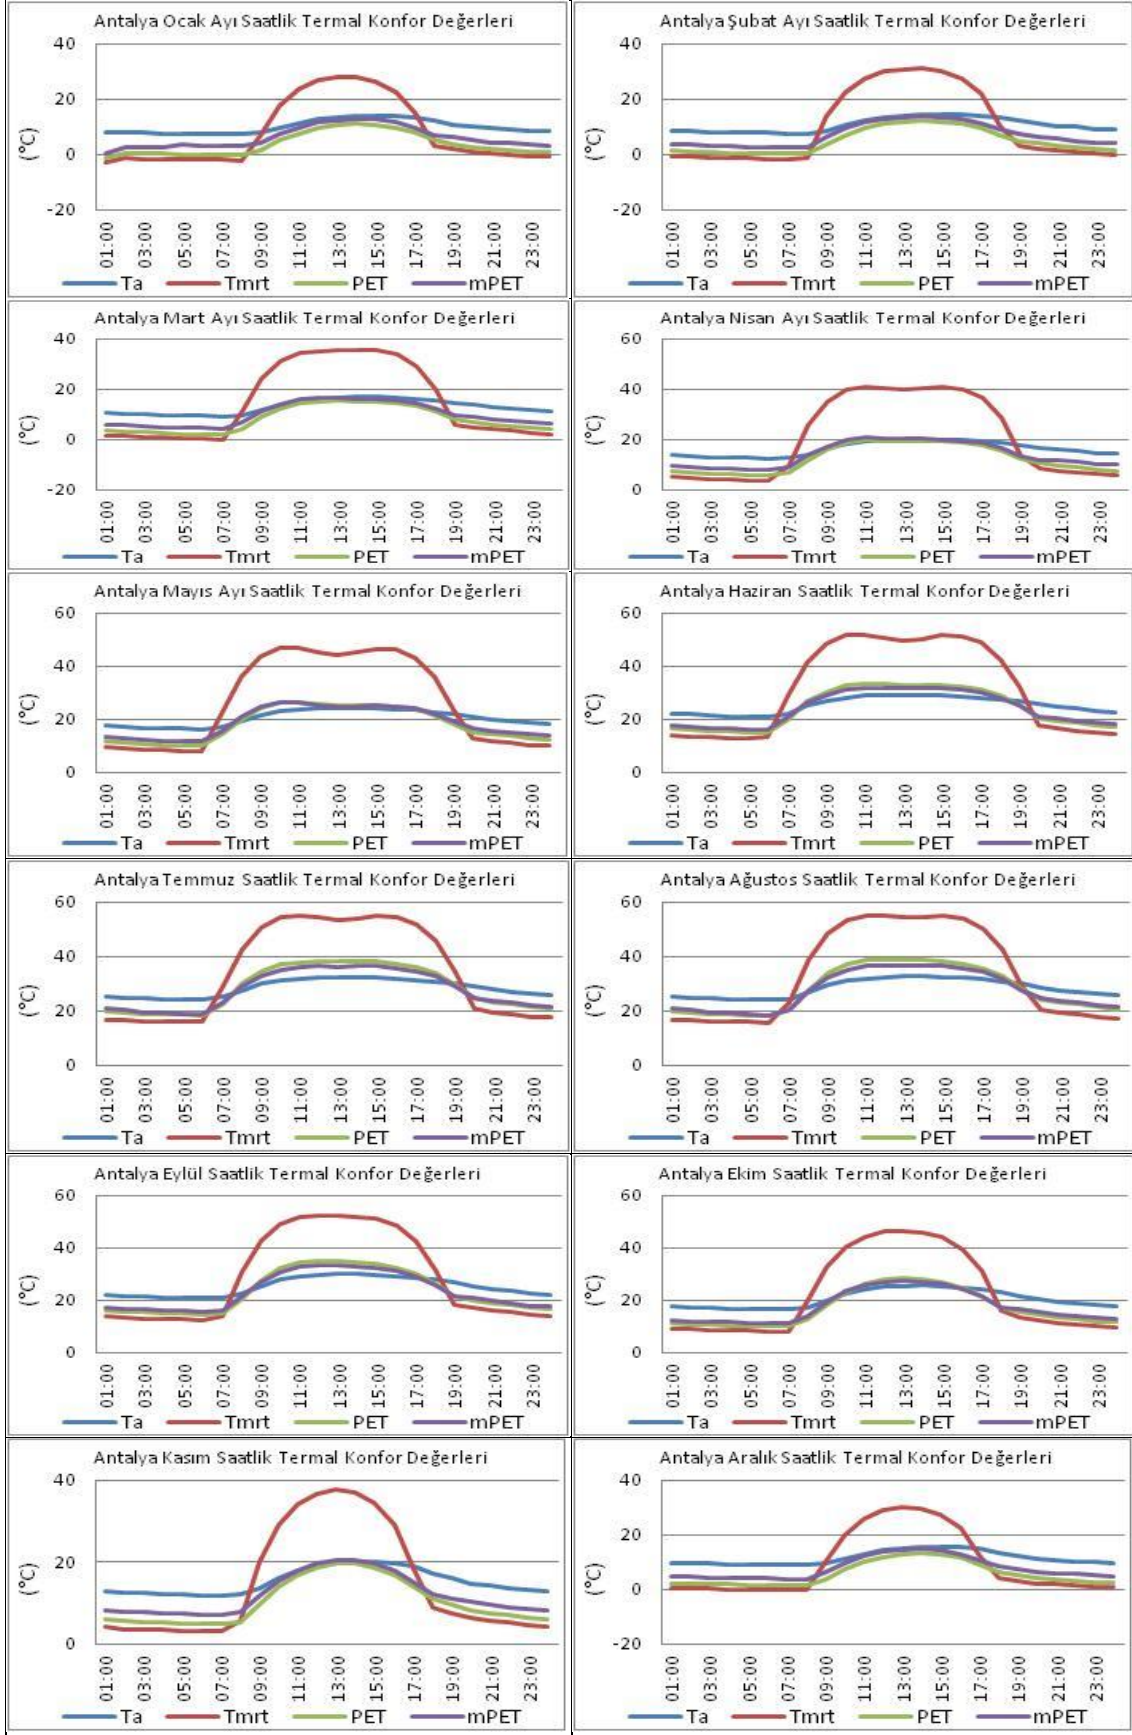 Antalya Ocak Ayı Saatlik Termal Konfor Değerleri
40
20
0
-20
(°C)
01:00 03:00 05:00 07:00 09:00 11:00 13:00 15:00 17:00 19:00 21:00 23:00
Ta Tmrt PET mPET
Antalya Şubat Ayı Saatlik Termal Konfor Değerleri
40
20
0
-20
(°C)
01:00 03:00 05:00 07:00 09:00 11:00 13:00 15:00 17:00 19:00 21:00 23:00
Ta Tmrt PET mPET
Antalya Mart Ayı Saatlik Termal Konfor Değerleri
40
20
0
-20
(°C)
01:00 03:00 05:00 07:00 09:00 11:00 13:00 15:00 17:00 19:00 21:00 23:00
Ta Tmrt PET mPET
Antalya Nisan Ayı Saatlik Termal Konfor Değerleri
60
40
20
0
(°C)
01:00 03:00 05:00 07:00 09:00 11:00 13:00 15:00 17:00 19:00 21:00 23:00
Ta Tmrt PET mPET
Antalya Mayıs Ayı Saatlik Termal Konfor Değerleri
60
40
20
0
(°C)
01:00 03:00 05:00 07:00 09:00 11:00 13:00 15:00 17:00 19:00 21:00 23:00
Ta Tmrt PET mPET
Antalya Haziran Saatlik Termal Konfor Değerleri
60
40
20
0
(°C)
01:00 03:00 05:00 07:00 09:00 11:00 13:00 15:00 17:00 19:00 21:00 23:00
Ta Tmrt PET mPET
Antalya Temmuz Saatlik Termal Konfor Değerleri
60
40
20
0
(°C)
01:00 03:00 05:00 07:00 09:00 11:00 13:00 15:00 17:00 19:00 21:00 23:00
Ta Tmrt PET mPET
Antalya Ağustos Saatlik Termal Konfor Değerleri
60
40
20
0
(°C)
01:00 03:00 05:00 07:00 09:00 11:00 13:00 15:00 17:00 19:00 21:00 23:00
Ta Tmrt PET mPET
Antalya Eylül Saatlik Termal Konfor Değerleri
60
40
20
0
(°C)
01:00 03:00 05:00 07:00 09:00 11:00 13:00 15:00 17:00 19:00 21:00 23:00
Ta Tmrt PET mPET
Antalya Ekim Saatlik Termal Konfor Değerleri
60
40
20
0
(°C)
01:00 03:00 05:00 07:00 09:00 11:00 13:00 15:00 17:00 19:00 21:00 23:00
Ta Tmrt PET mPET
Antalya Kasım Saatlik Termal Konfor Değerleri
40
20
0
(°C)
01:00 03:00 05:00 07:00 09:00 11:00 13:00 15:00 17:00 19:00 21:00 23:00
Ta Tmrt PET mPET
Antalya Aralık Saatlik Termal Konfor Değerleri
40
20
0
-20
(°C)
01:00 03:00 05:00 07:00 09:00 11:00 13:00 15:00 17:00 19:00 21:00 23:00
Ta Tmrt PET mPET